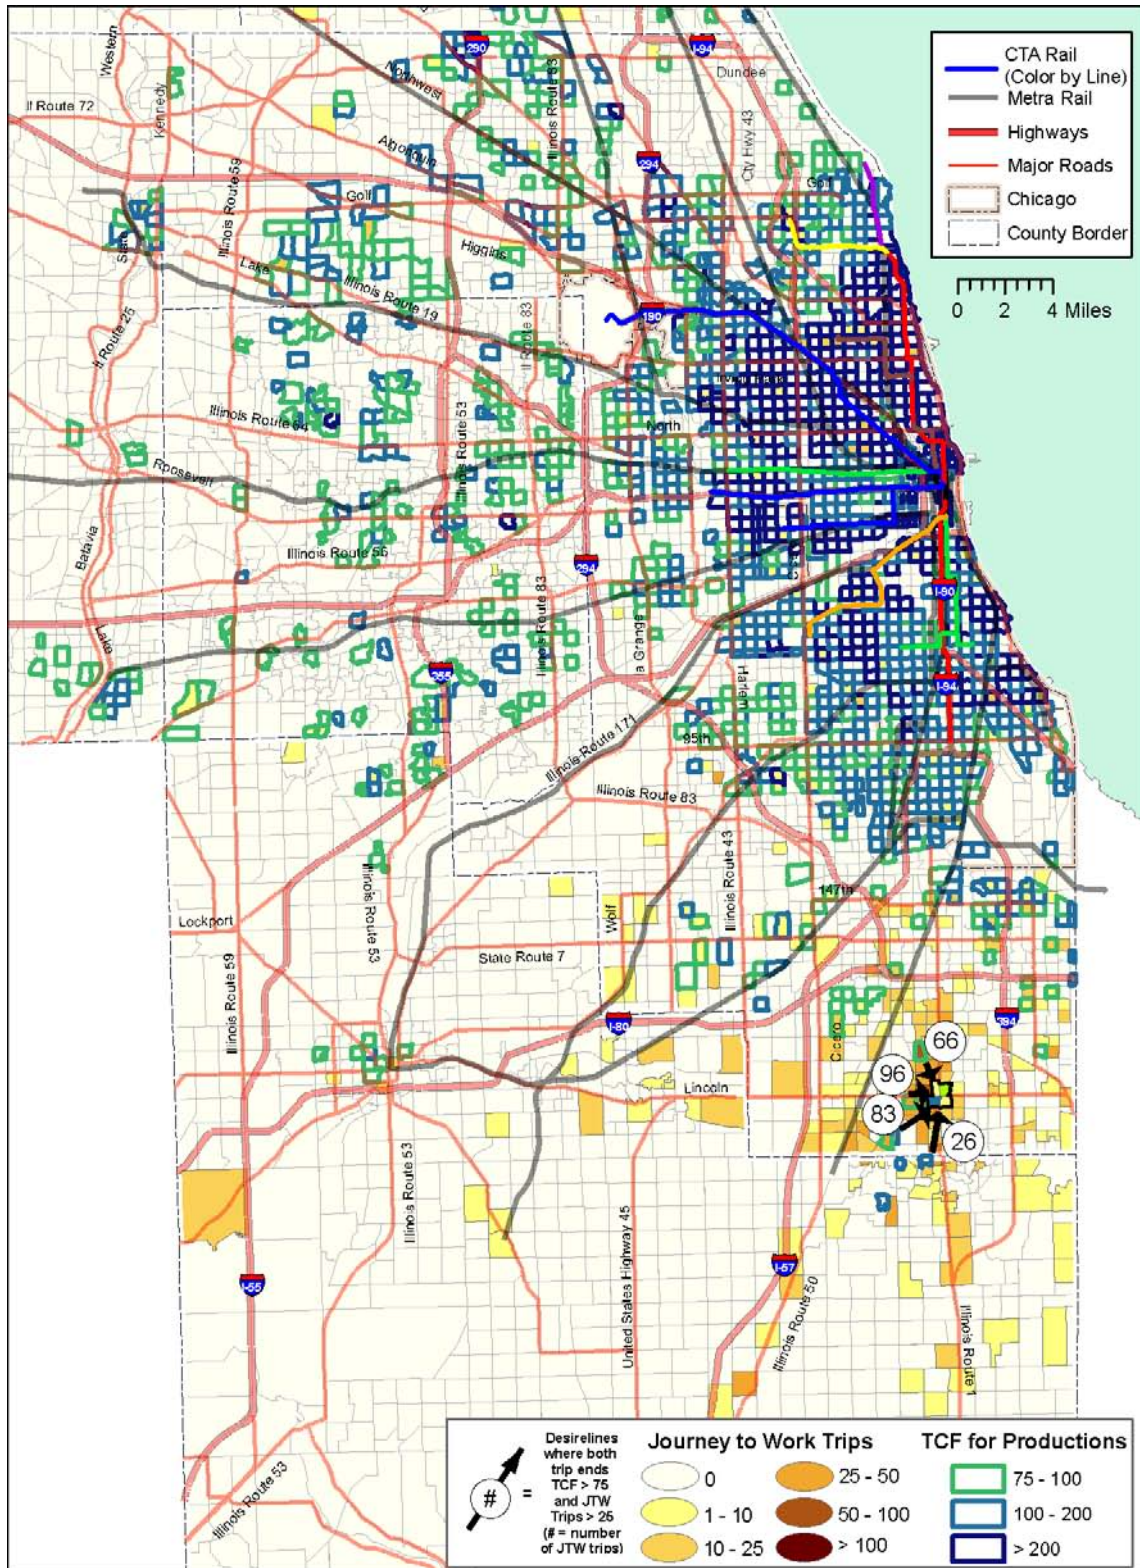 CTA Rail
(Color by Line)
Metra Rail
Highways
Major Roads
Chicago
County Border
0 2 4 Miles
Western
Kennedy
Il Route 72
Northwest
290
Illinois Route 83
I-94
Dundee
Cty Hwy 43
294
Algonquin
Illinois Route 59
Golf
Golf
Higgins
State
Lake
Illinois Route 19
Il Route 83
190
Il Route 25
Illinois Route 64
Illinois Route 53
North
Roosevelt
Batavia
Illinois Route 56
294
Cicero
I-90
Illinois Route 83
Lake
355
a Grange
Harlem
I-94
95th
Illinois Route 171
Illinois Route 83
Illinois Route 43
147th
Illinois Route 53
Wolf
Lockport
State Route 7
Illinois Route 59
I-80
Cicero
394
66
96
Lincoln
83
26
Illinois Route 53
United States Highway 45
I-55
I-57
Illinois Route 50
Illinois Route 1
Illinois Route 53
Desirelines
where both
trip ends
TCF > 75
and JTW
Trips > 25
(# = number
of JTW trips)
#
=
Journey to Work Trips
0
1 - 10
10 - 25
25 - 50
50 - 100
> 100
TCF for Productions
75 - 100
100 - 200
> 200